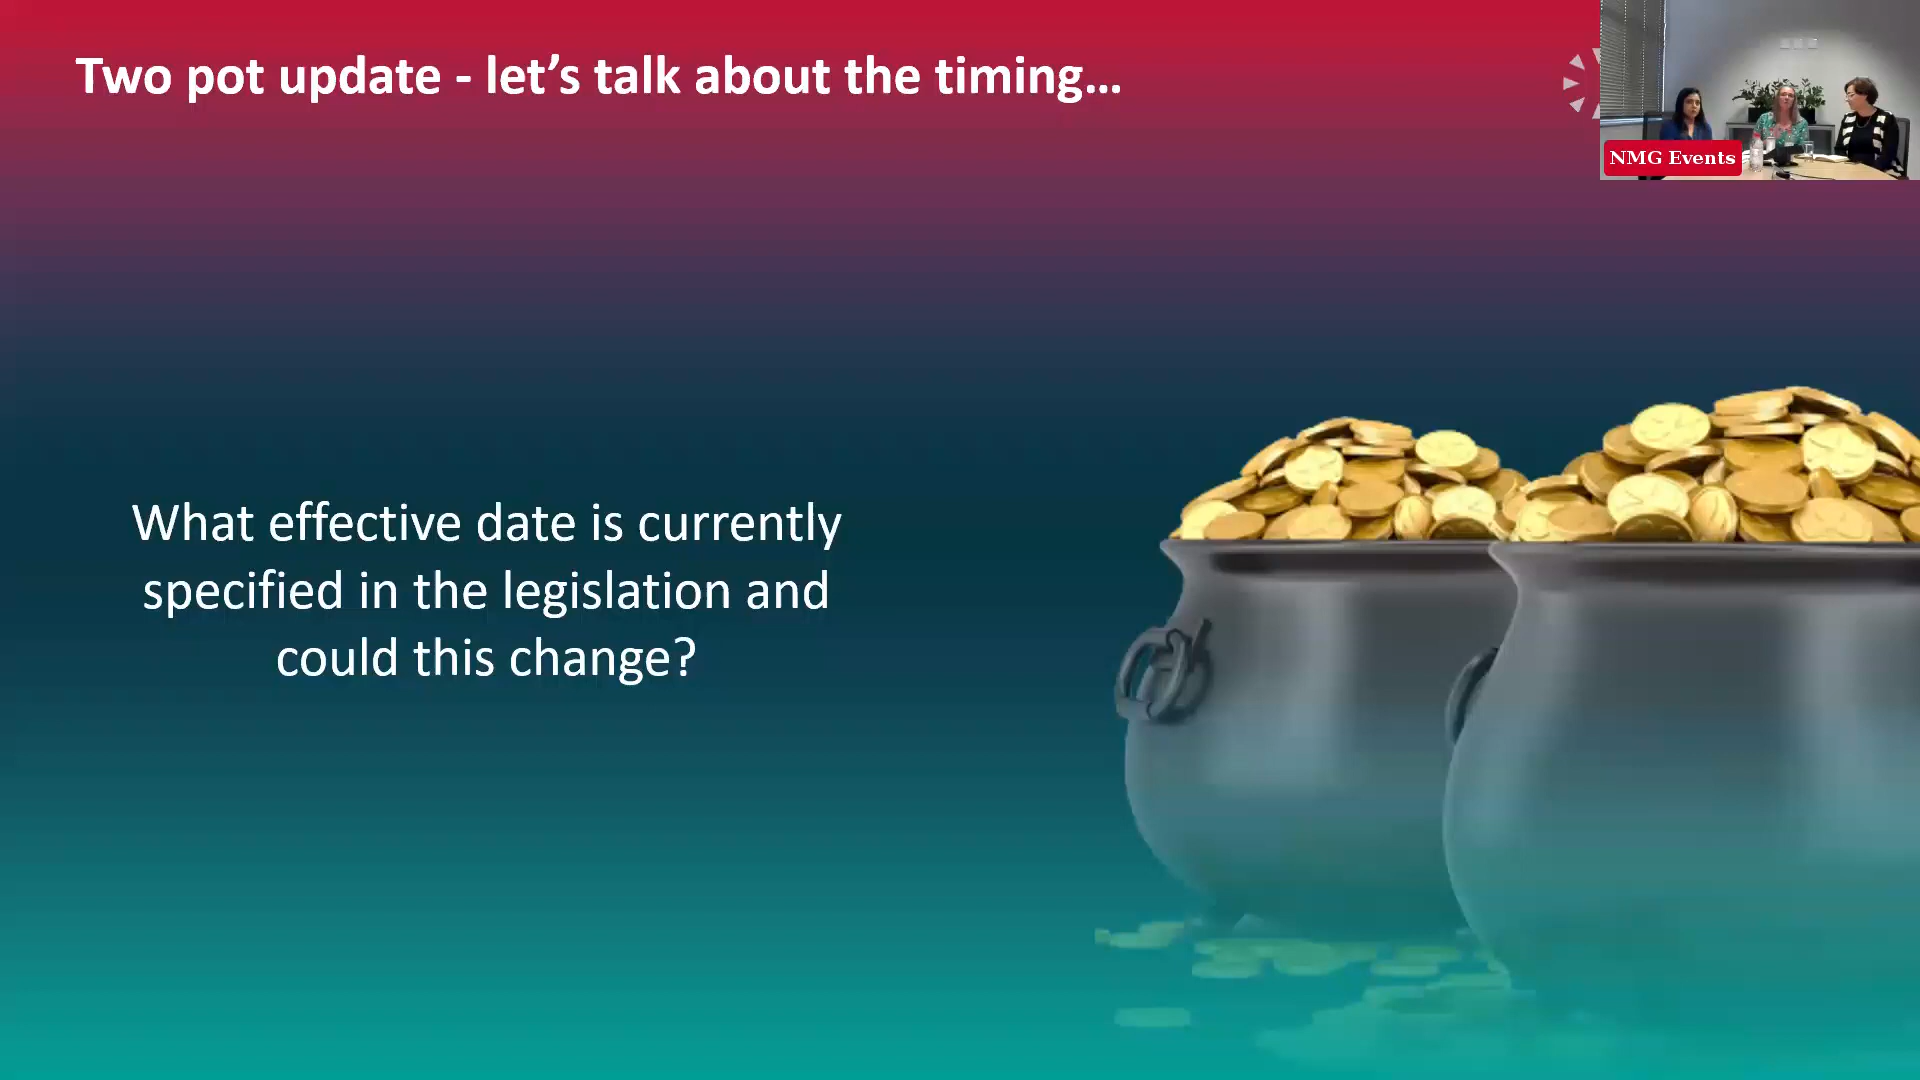 Two pot update - let’s talk about the timing...
NMG Events
What effective date is currently
specified in the legislation and
could this change?